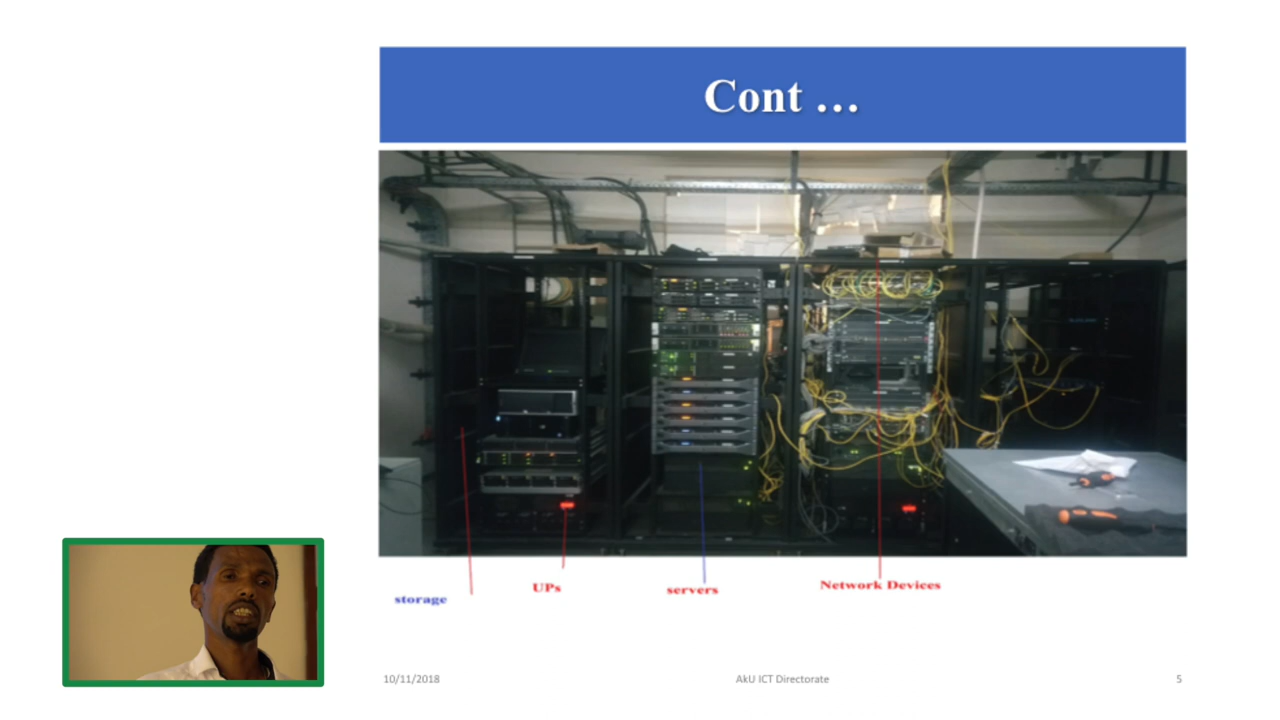 Cont …
storage
UPs
servers
Network Devices
10/11/2018
AkU ICT Directorate
5